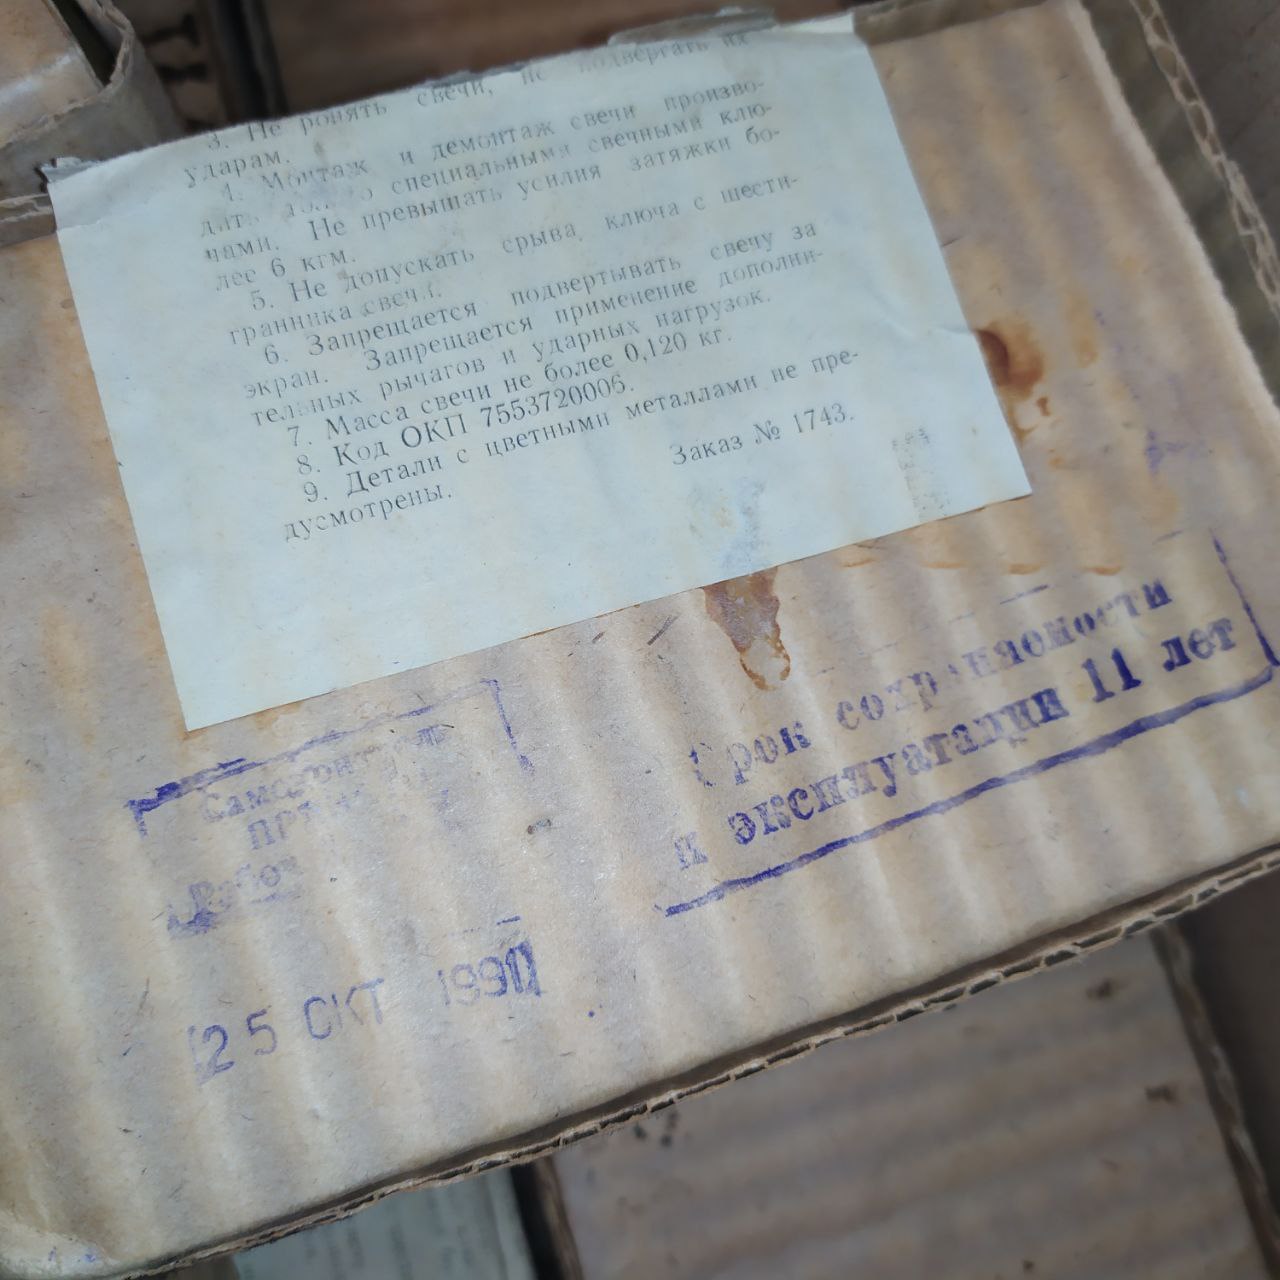 3. Не ронять свечи, не подвергать их
ударам.
4. Монтаж и демонтаж свечи произво-
дить только специальными свечными клю-
чами. Не превышать усилия затяжки бо-
лее 6 кгм.
5. Не допускать срыва ключа с шести-
гранника свечи.
6. Запрещается подвертывать свечу за
экран. Запрещается применение дополни-
тельных рычагов и ударных нагрузок.
7. Масса свечи не более 0,120 кг.
8. Код ОКП 7553720006.
9. Детали с цветными металлами не пре-
дусмотрены.
Заказ № 1743.
Срок сохраняемости
и эксплуатации 11 лет
Самоконтроль
25 ОКТ